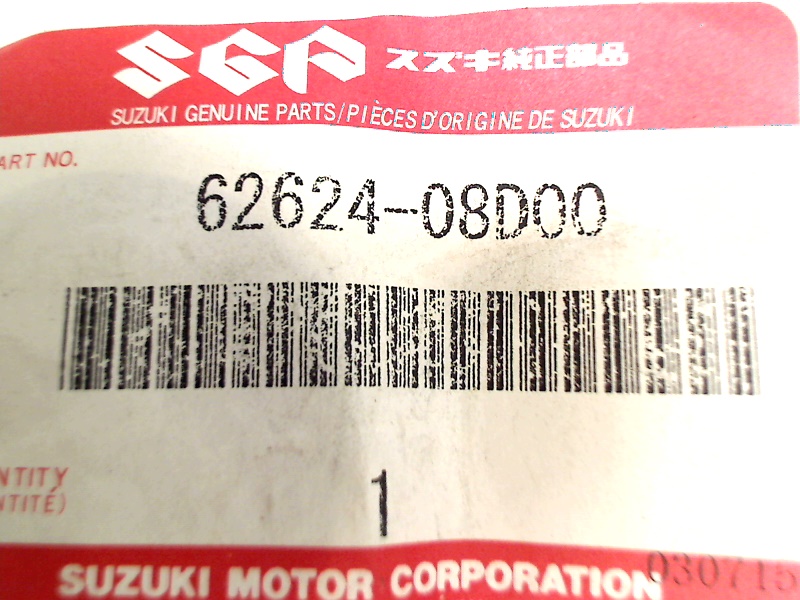 SGP スズキ純正部品
SUZUKI GENUINE PARTS/PIÈCES D'ORIGINE DE SUZUKI
ART NO.
62624-08D00
NTITY
NTITÉ)
1
SUZUKI MOTOR CORPORATION
030715